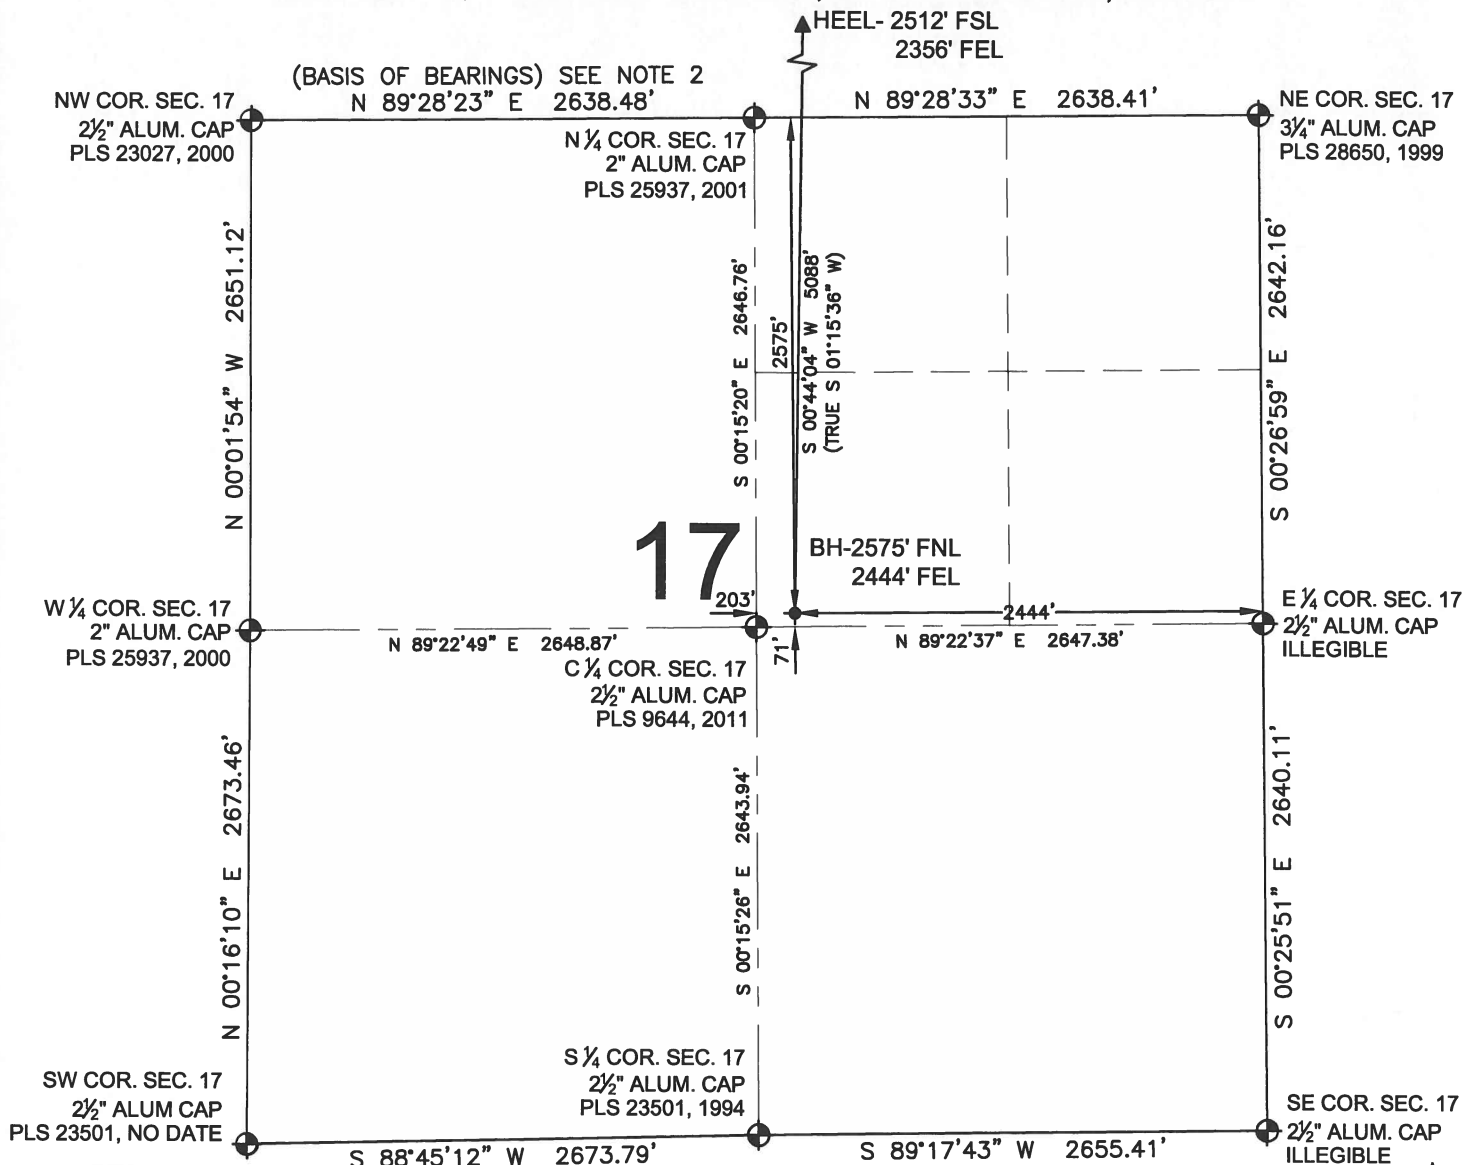 HEEL- 2512' FSL
2356' FEL
(BASIS OF BEARINGS) SEE NOTE 2
N 89°28'23" E 2638.48'
N 89°28'33" E 2638.41'
NW COR. SEC. 17
2½" ALUM. CAP
PLS 23027, 2000
N ¼ COR. SEC. 17
2" ALUM. CAP
PLS 25937, 2001
NE COR. SEC. 17
3¼" ALUM. CAP
PLS 28650, 1999
N 00°01'54" W 2651.12'
S 00°15'20" E 2646.76'
2575'
S 00°44'04" W 5088'
(TRUE S 01°15'36" W)
S 00°26'59" E 2642.16'
17
BH-2575' FNL
2444' FEL
203'
2444'
71'
W ¼ COR. SEC. 17
2" ALUM. CAP
PLS 25937, 2000
N 89°22'49" E 2648.87'
N 89°22'37" E 2647.38'
E ¼ COR. SEC. 17
2½" ALUM. CAP
ILLEGIBLE
C ¼ COR. SEC. 17
2½" ALUM. CAP
PLS 9644, 2011
N 00°16'10" E 2673.46'
S 00°15'26" E 2643.94'
S 00°25'51" E 2640.11'
SW COR. SEC. 17
2½" ALUM CAP
PLS 23501, NO DATE
S ¼ COR. SEC. 17
2½" ALUM. CAP
PLS 23501, 1994
SE COR. SEC. 17
2½" ALUM. CAP
ILLEGIBLE
S 88°45'12" W 2673.79'
S 89°17'43" W 2655.41'